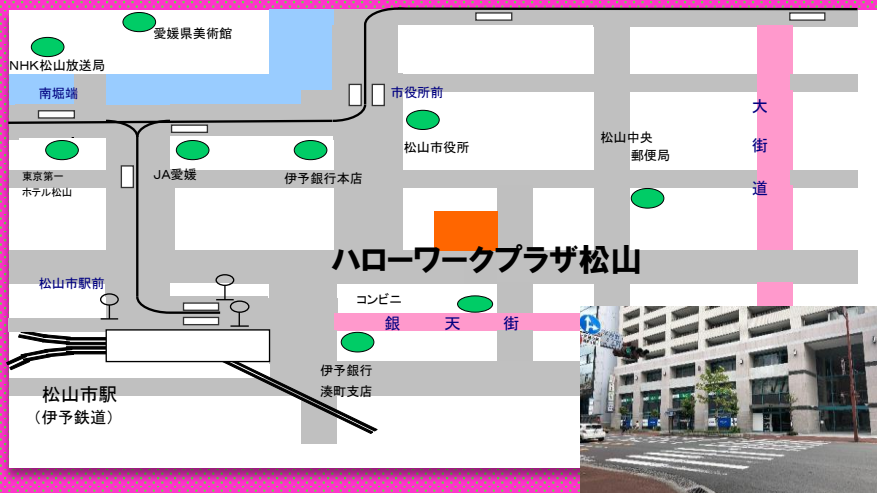 愛媛県美術館
NHK松山放送局
南堀端
市役所前
大
街
道
松山市役所
松山中央
郵便局
東京第一
ホテル松山
JA愛媛
伊予銀行本店
ハローワークプラザ松山
松山市駅前
コンビニ
銀 天 街
伊予銀行
湊町支店
松山市駅
（伊予鉄道）